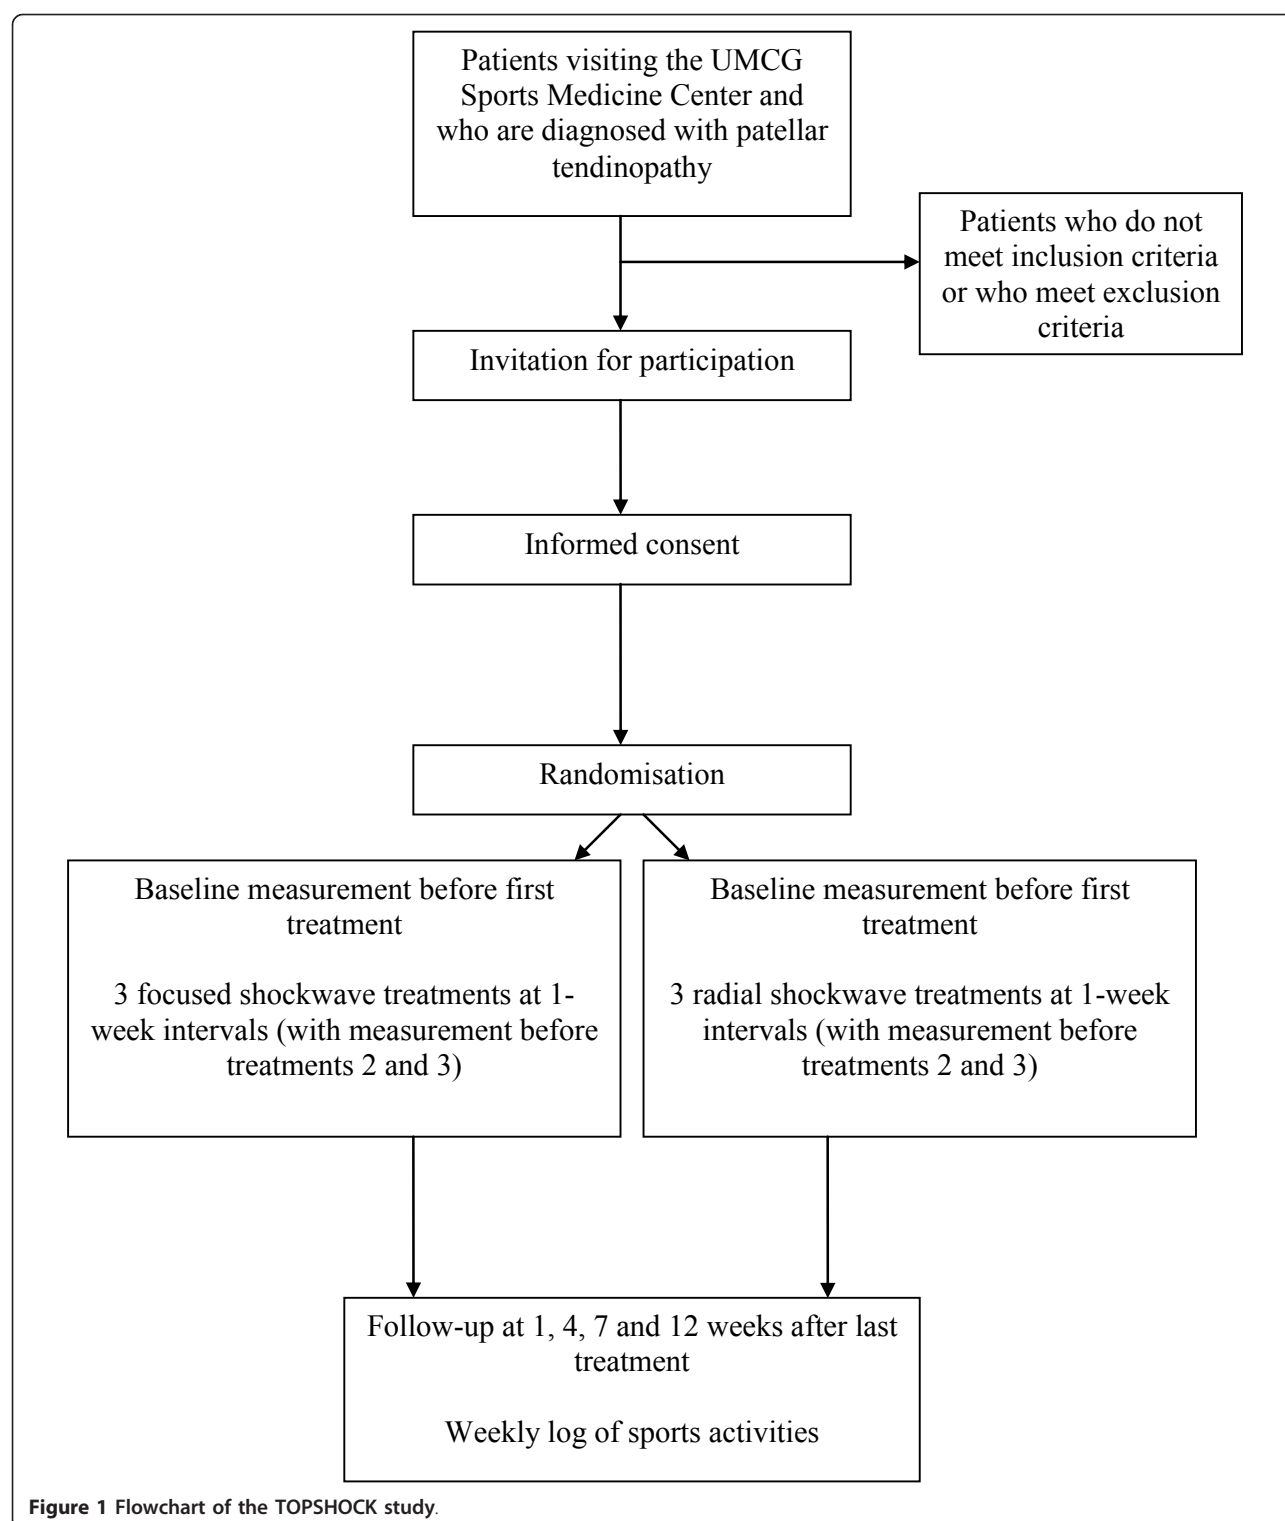 Patients visiting the UMCG
Sports Medicine Center and
who are diagnosed with patellar
tendinopathy
Patients who do not
meet inclusion criteria
or who meet exclusion
criteria
Invitation for participation
Informed consent
Randomisation
Baseline measurement before first
treatment
3 focused shockwave treatments at 1-
week intervals (with measurement before
treatments 2 and 3)
Baseline measurement before first
treatment
3 radial shockwave treatments at 1-week
intervals (with measurement before
treatments 2 and 3)
Follow-up at 1, 4, 7 and 12 weeks after last
treatment
Weekly log of sports activities
Figure 1 Flowchart of the TOPSHOCK study.